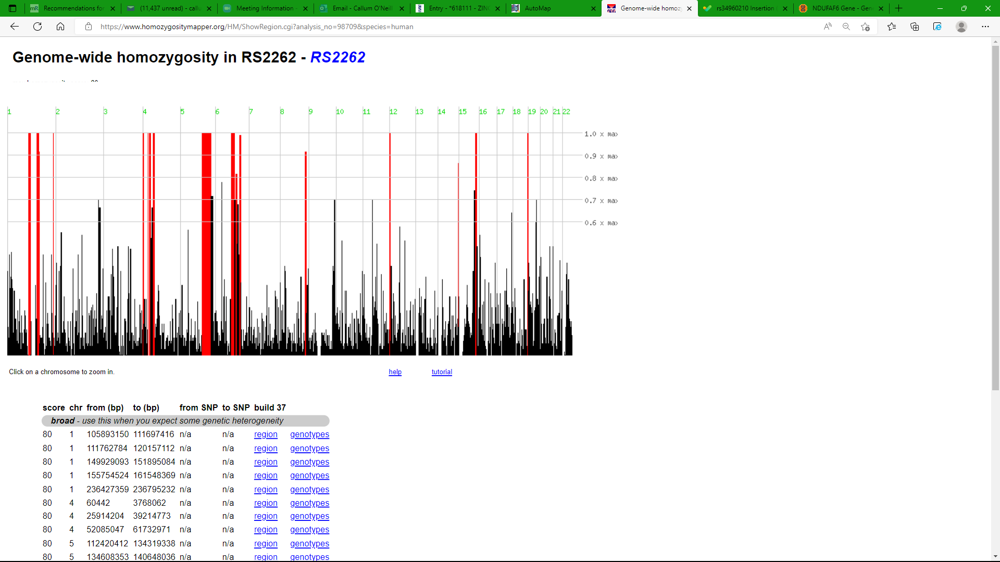 Recommendations for
(11,437 unread) - callu
Meeting Information -
Email - Callum O'Neill
Entry - *618111 - ZINC
AutoMap
Genome-wide homozy
rs34960210 Insertion
NDUFAF6 Gene - Gen
https://www.homozygositymapper.org/HM/ShowRegion.cgi?analysis_no=98709&species=human
Genome-wide homozygosity in RS2262 - RS2262
1 2 3 4 5 6 7 8 9 10 11 12 13 14 15 16 17 18 19 20 21 22
1.0 x max
0.9 x max
0.8 x max
0.7 x max
0.6 x max
Click on a chromosome to zoom in. help tutorial
score chr from (bp) to (bp) from SNP to SNP build 37
broad - use this when you expect some genetic heterogeneity
80 1 105893150 111697416 n/a n/a region genotypes
80 1 111762784 120157112 n/a n/a region genotypes
80 1 149929093 151895084 n/a n/a region genotypes
80 1 155754524 161548369 n/a n/a region genotypes
80 1 236427359 236795232 n/a n/a region genotypes
80 4 60442 3768062 n/a n/a region genotypes
80 4 25914204 39214773 n/a n/a region genotypes
80 4 52085047 61732971 n/a n/a region genotypes
80 5 112420412 134319338 n/a n/a region genotypes
80 5 134608353 140648036 n/a n/a region genotypes